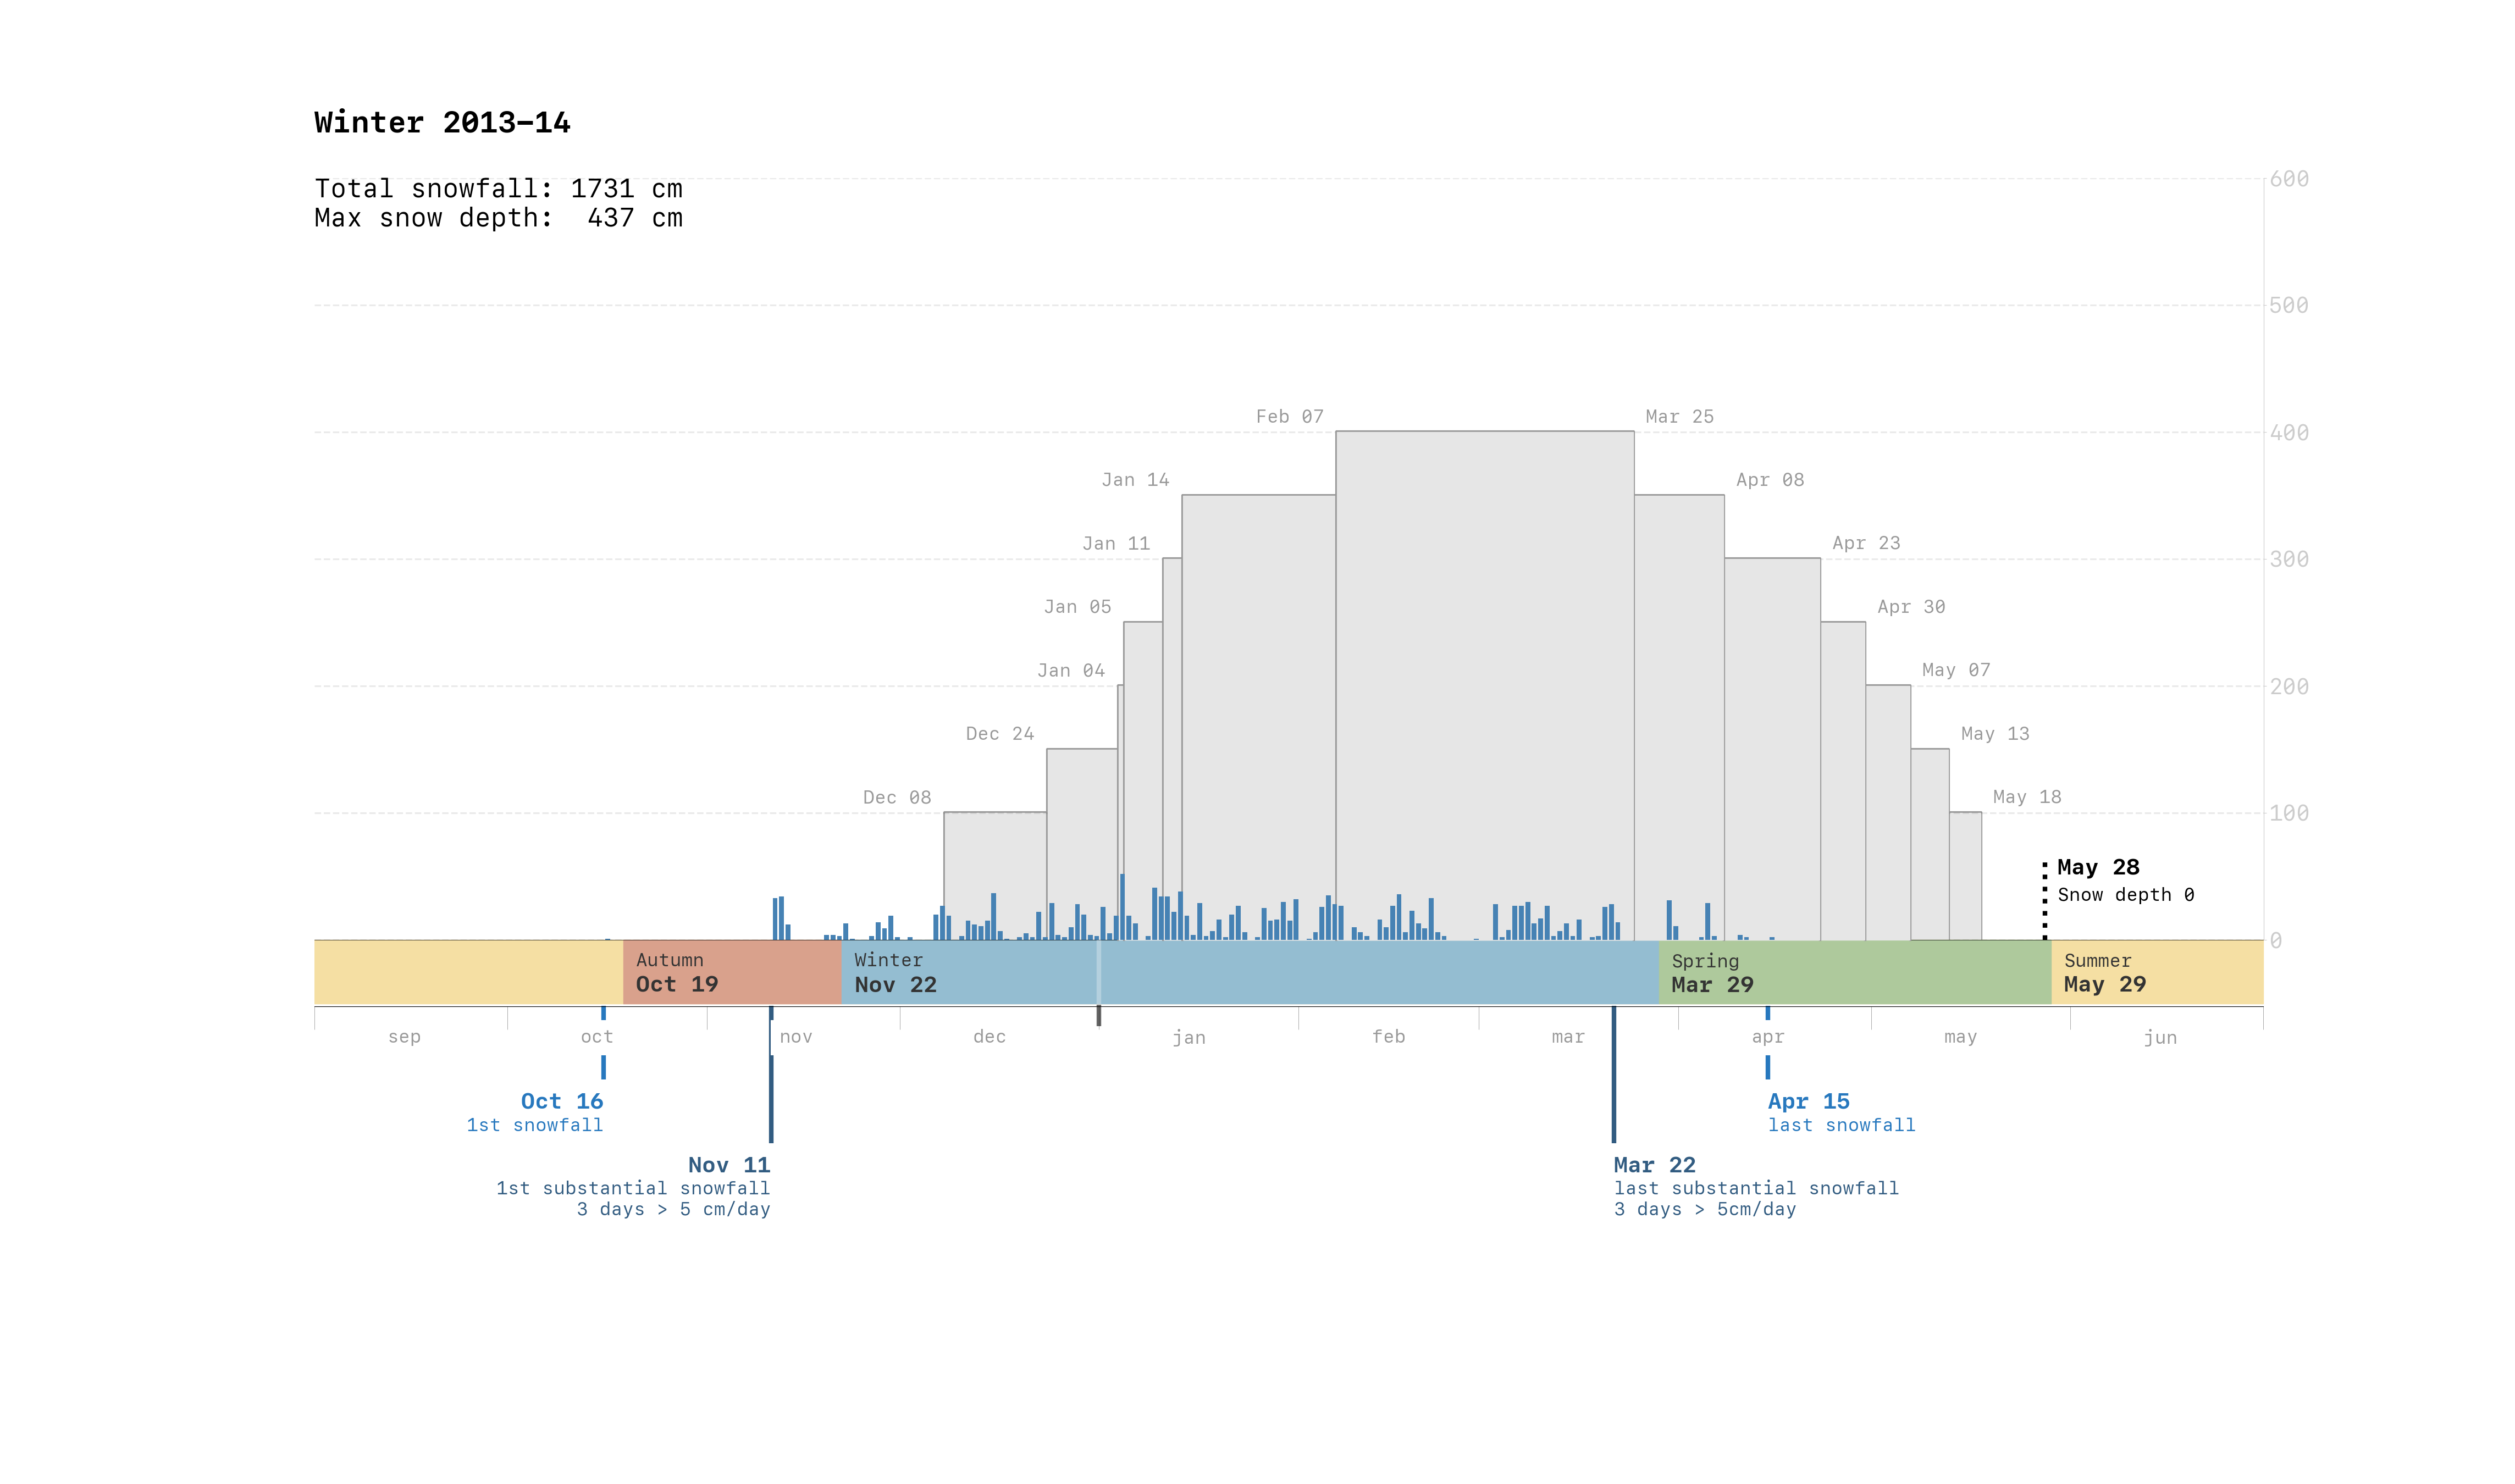 Winter 2013–14
Total snowfall: 1731 cm
Max snow depth: 437 cm
600
500
400
300
200
100
0
Feb 07
Mar 25
Jan 14
Apr 08
Jan 11
Apr 23
Jan 05
Apr 30
Jan 04
May 07
Dec 24
May 13
Dec 08
May 18
May 28
Snow depth 0
Autumn
Oct 19
Winter
Nov 22
Spring
Mar 29
Summer
May 29
sep
oct
nov
dec
jan
feb
mar
apr
may
jun
Oct 16
1st snowfall
Nov 11
1st substantial snowfall
3 days > 5 cm/day
Mar 22
last substantial snowfall
3 days > 5cm/day
Apr 15
last snowfall